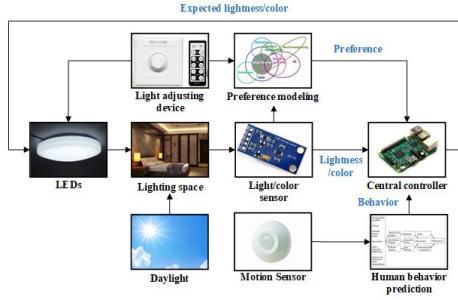 Expected lightness/color
Preference
Light adjusting
device
Preference modeling
Lightness
/color
LEDs
Lighting space
Light/color
sensor
Central controller
Behavior
Daylight
Motion Sensor
Human behavior
prediction